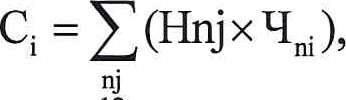 Cᵢ = ∑ (Hnj × Чₙᵢ),
nj